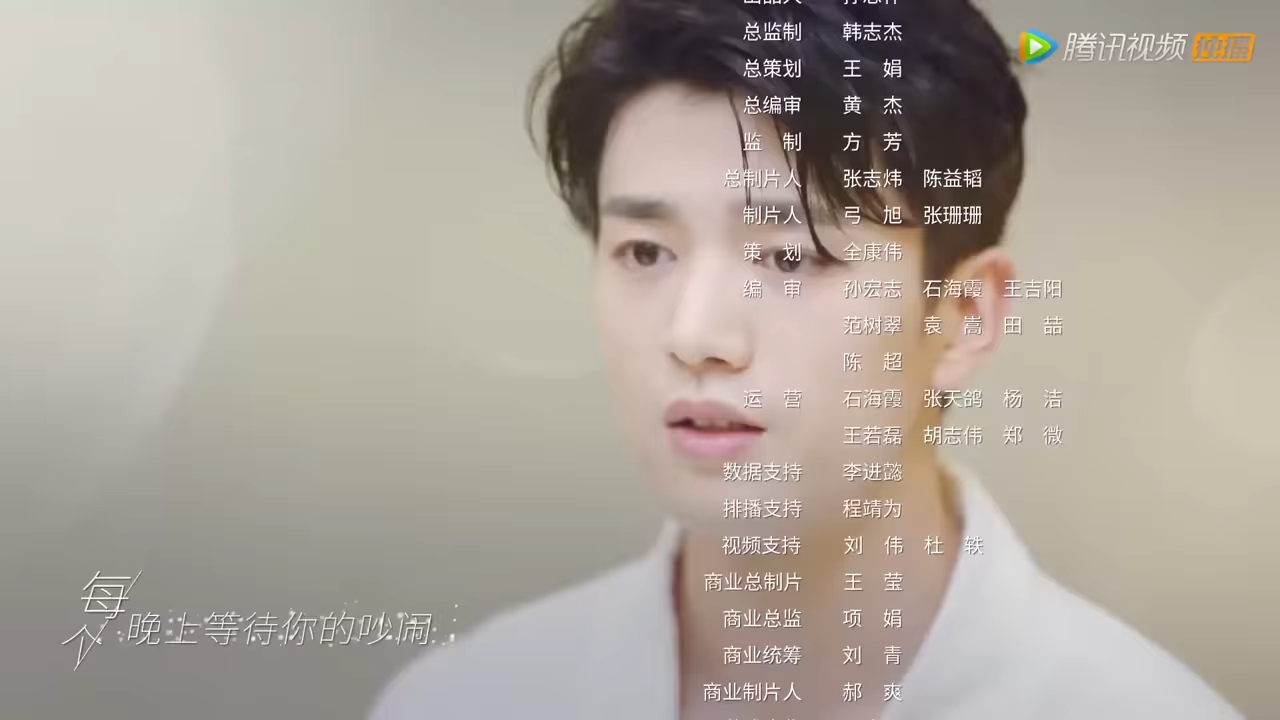 腾讯视频 独播
总监制 韩志杰
总策划 王 娟
总编审 黄 杰
监 制 方 芳
总制片人 张志炜 陈益韬
制片人 弓 旭 张珊珊
策 划 全康伟
编 审 孙宏志 石海霞 王吉阳
范树翠 袁 嵩 田 喆
陈 超
运 营 石海霞 张天鸽 杨 洁
王若磊 胡志伟 郑 微
数据支持 李进懿
排播支持 程靖为
视频支持 刘 伟 杜 轶
商业总制片 王 莹
商业总监 项 娟
商业统筹 刘 青
商业制片人 郝 爽
每个晚上等待你的吵闹